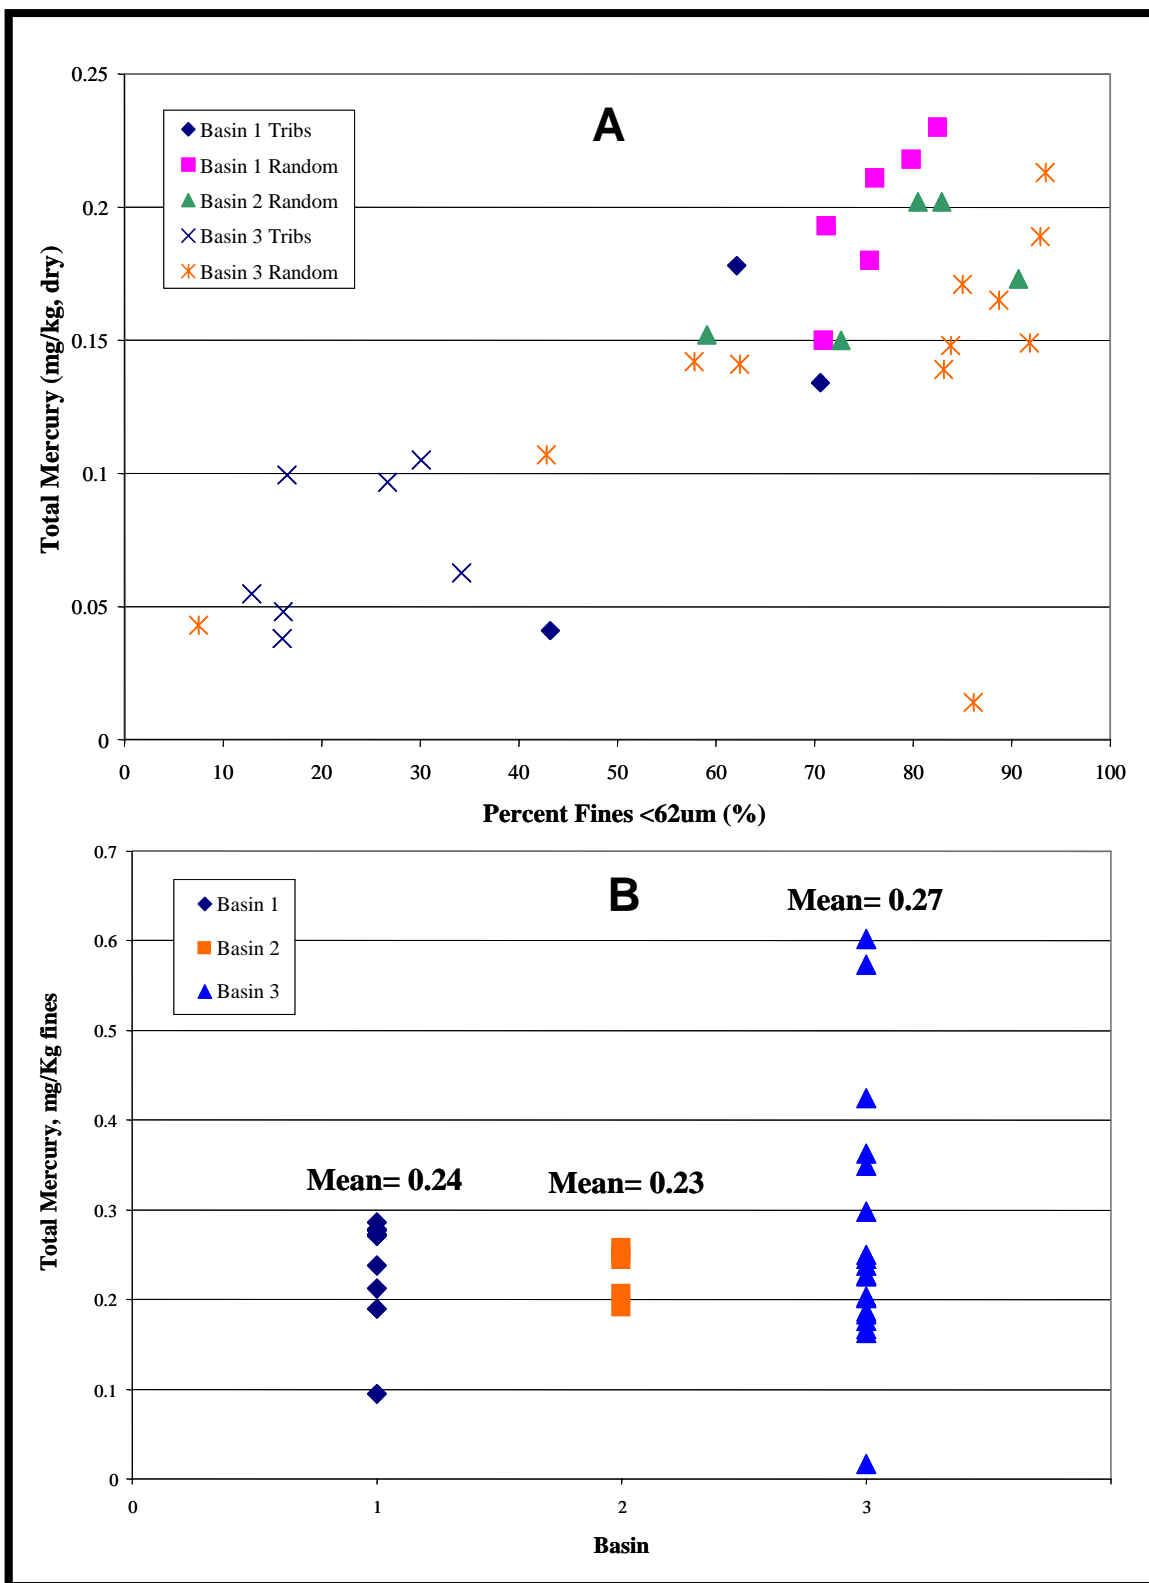 A
0.25
0.2
0.15
0.1
0.05
0
Total Mercury (mg/kg, dry)
Basin 1 Tribs
Basin 1 Random
Basin 2 Random
Basin 3 Tribs
Basin 3 Random
0 10 20 30 40 50 60 70 80 90 100
Percent Fines <62um (%)
B
0.7
0.6
0.5
0.4
0.3
0.2
0.1
0
Total Mercury, mg/Kg fines
Basin 1
Basin 2
Basin 3
Mean= 0.24
Mean= 0.23
Mean= 0.27
0 1 2 3
Basin